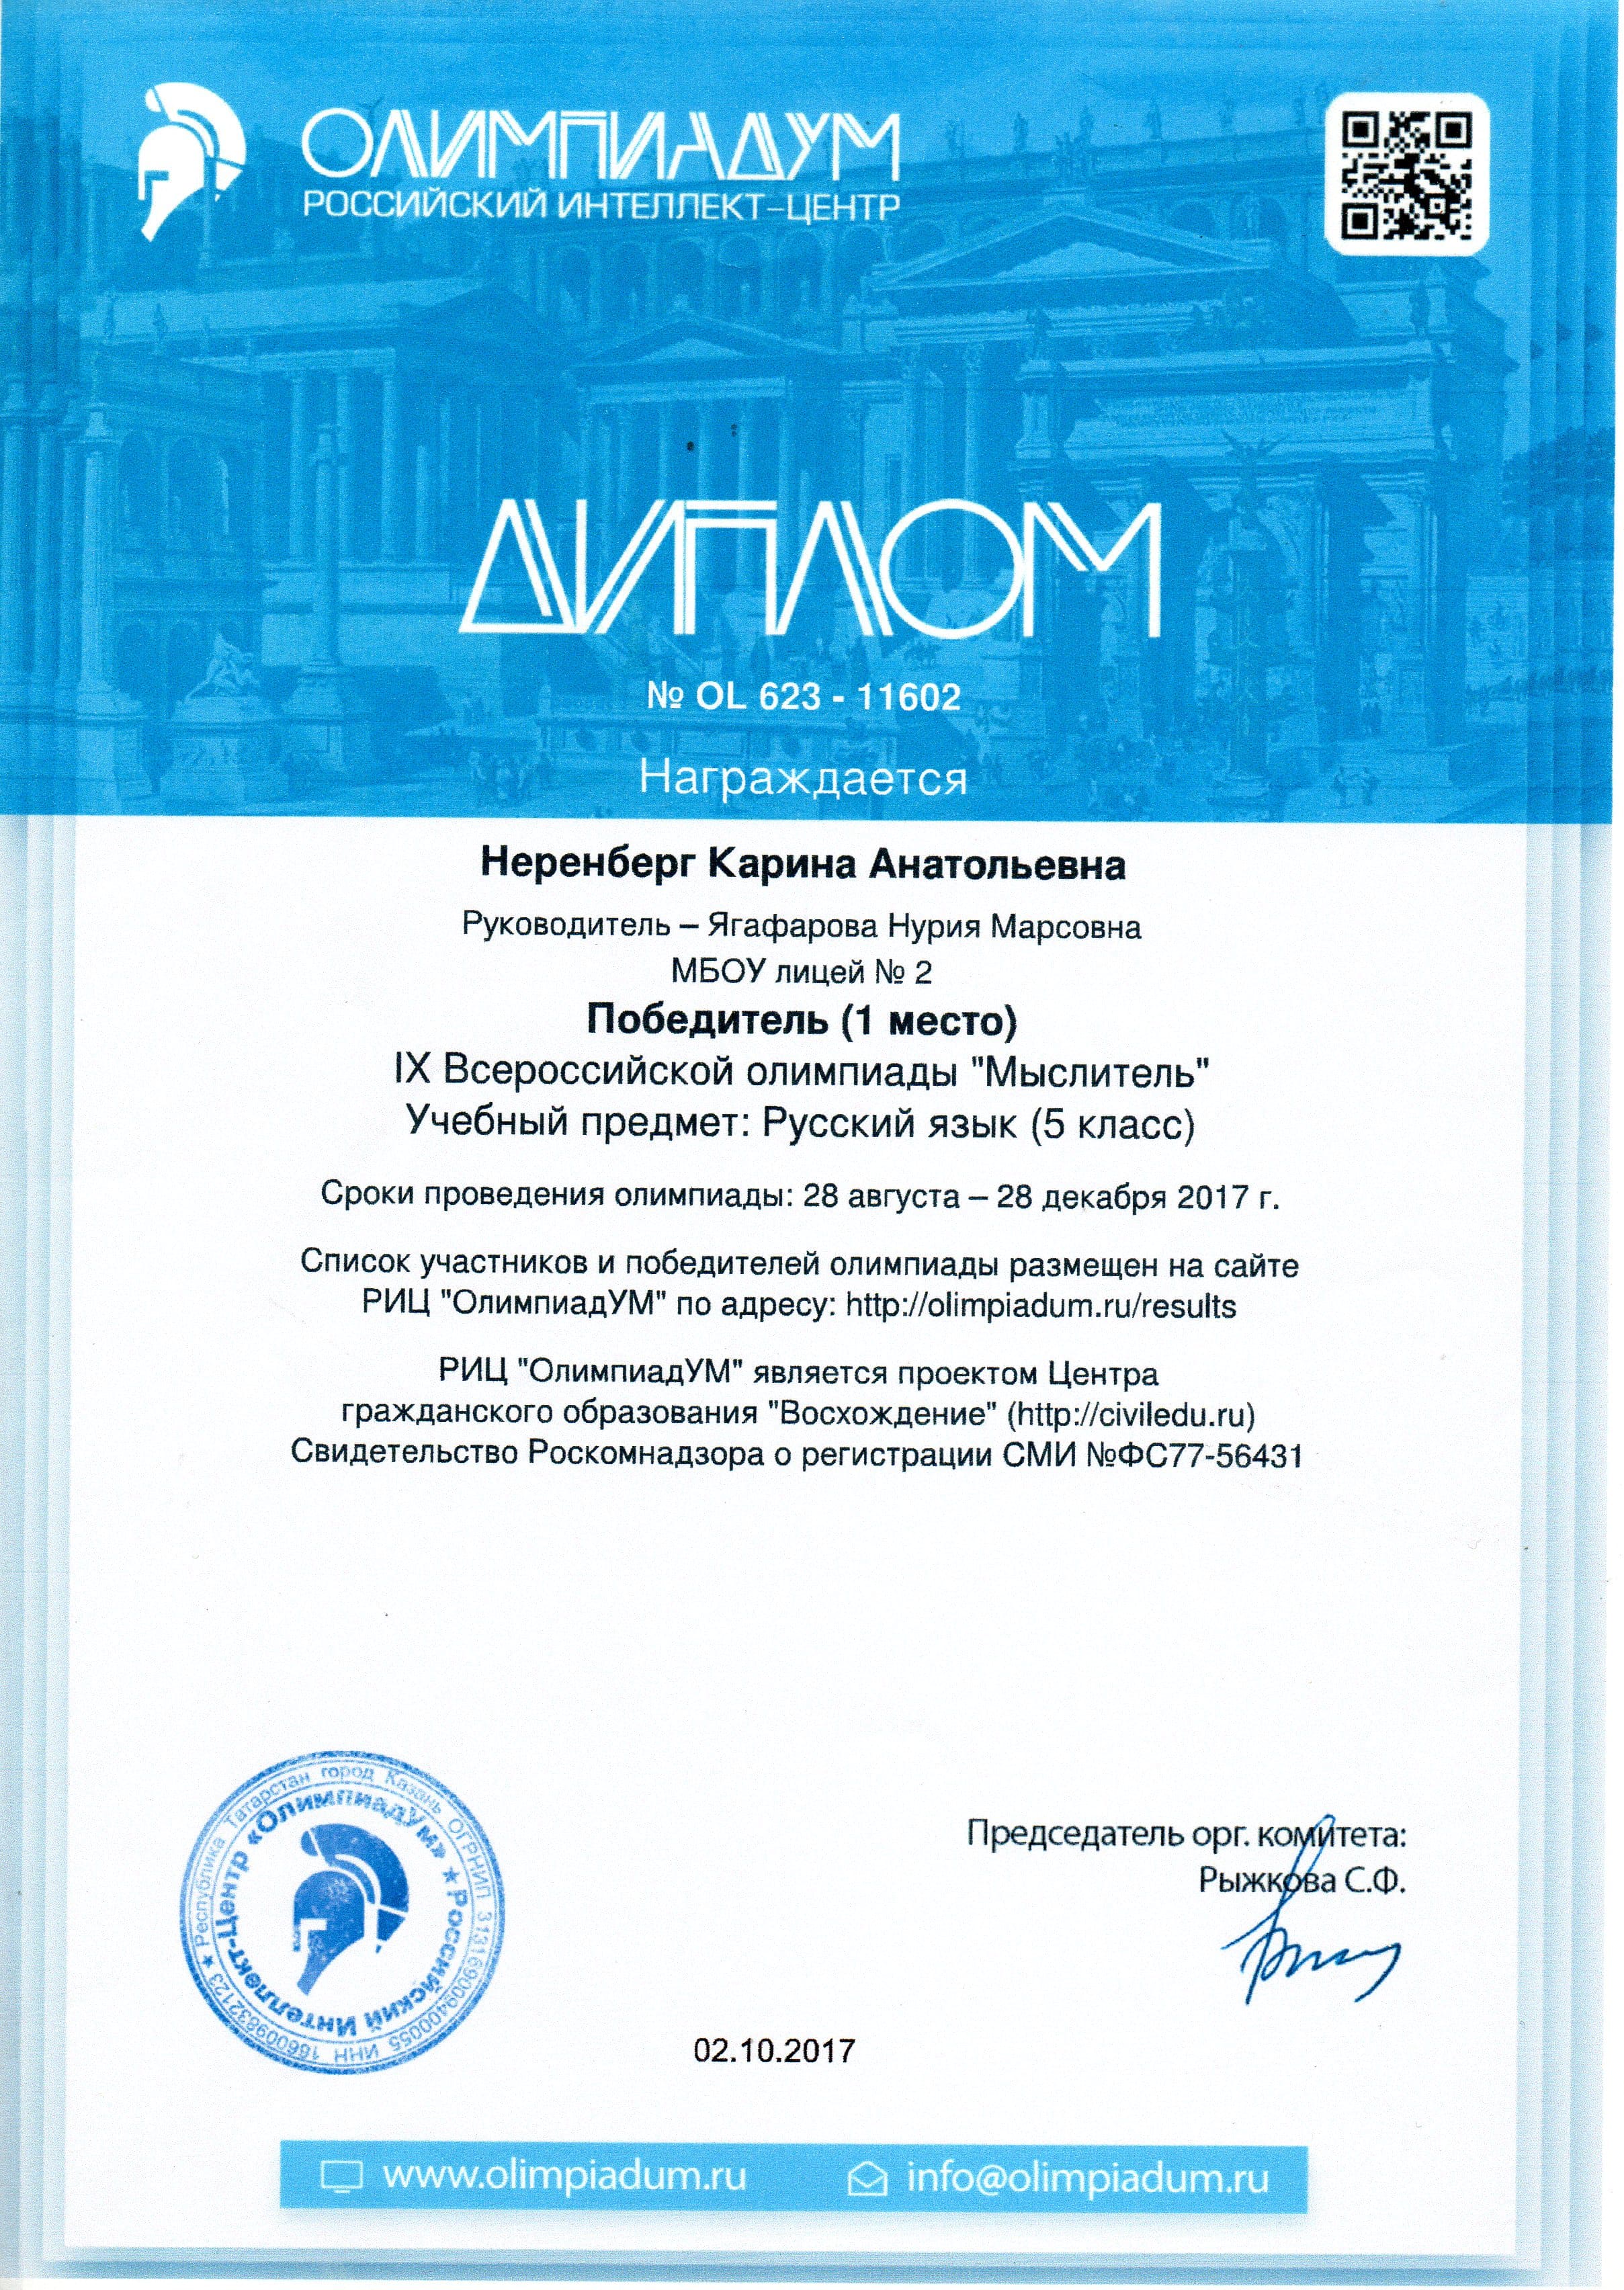 ОЛИМПИАДУМ
РОССИЙСКИЙ ИНТЕЛЛЕКТ-ЦЕНТР
ДИПЛОМ
№ OL 623 - 11602
Награждается
Неренберг Карина Анатольевна
Руководитель – Ягафарова Нурия Марсовна
МБОУ лицей № 2
Победитель (1 место)
IX Всероссийской олимпиады "Мыслитель"
Учебный предмет: Русский язык (5 класс)
Сроки проведения олимпиады: 28 августа – 28 декабря 2017 г.
Список участников и победителей олимпиады размещен на сайте
РИЦ "ОлимпиадУМ" по адресу: http://olimpiadum.ru/results
РИЦ "ОлимпиадУМ" является проектом Центра
гражданского образования "Восхождение" (http://civiledu.ru)
Свидетельство Роскомнадзора о регистрации СМИ №ФС77-56431
★ Республика Татарстан город Казань ОГРНИП 313169009400055 ИНН 166009832123
★ Российский Интеллект-Центр «ОлимпиадУм»
Председатель орг. комитета:
Рыжкова С.Ф.
02.10.2017
www.olimpiadum.ru
info@olimpiadum.ru